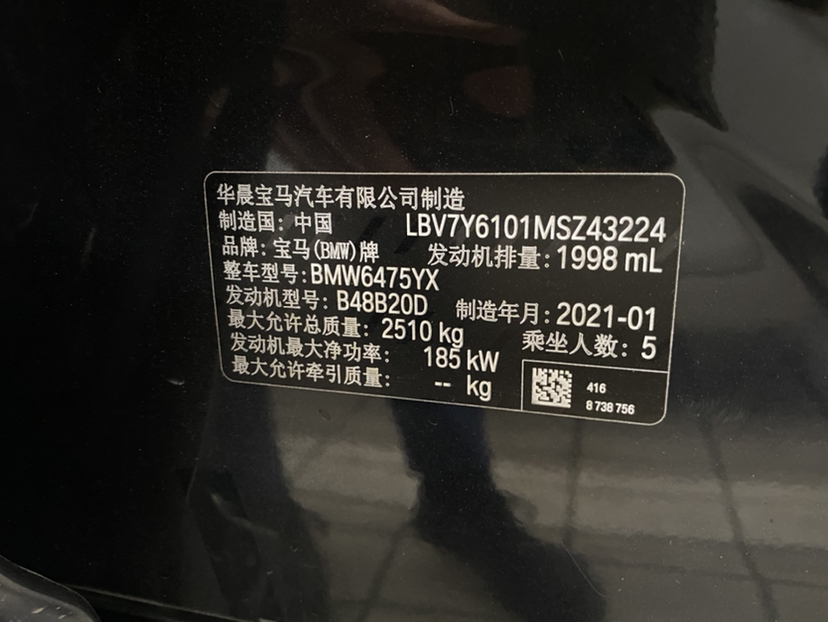 华晨宝马汽车有限公司制造
制造国: 中国 LBV7Y6101MSZ43224
品牌: 宝马(BMW)牌 发动机排量: 1998 mL
整车型号: BMW6475YX
发动机型号: B48B20D 制造年月: 2021-01
最大允许总质量: 2510 kg 乘坐人数: 5
发动机最大净功率: 185 kW
最大允许牵引质量: -- kg
416
8 738 756